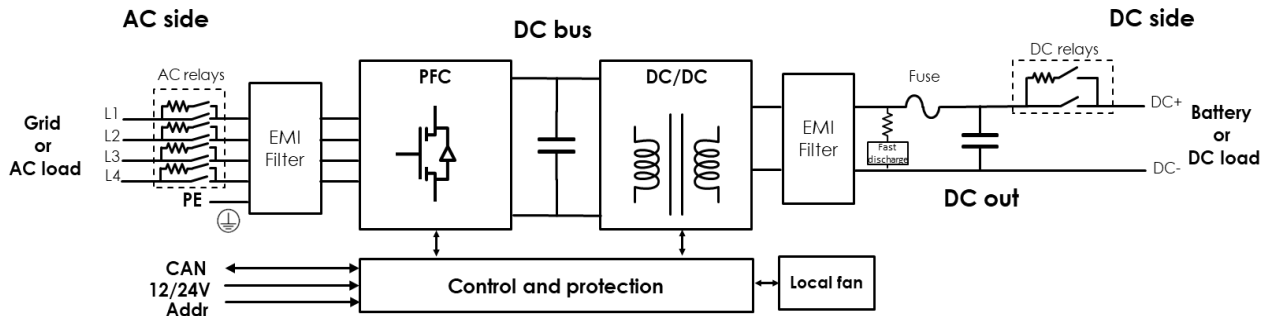 AC side
DC bus
DC side
AC relays
PFC
DC/DC
DC relays
Fuse
Grid
or
AC load
L1
L2
L3
L4
PE
EMI
Filter
EMI
Filter
Fast
discharge
DC+
DC-
Battery
or
DC load
DC out
CAN
12/24V
Addr
Control and protection
Local fan